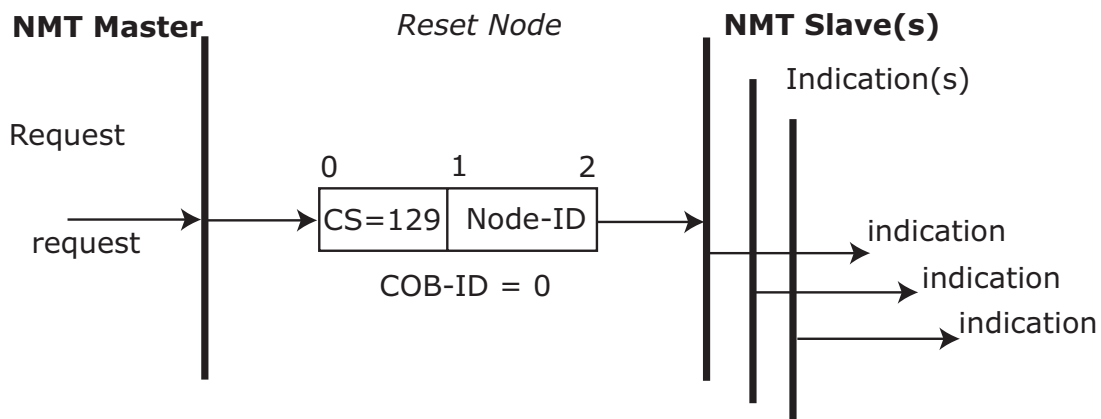 NMT Master
Reset Node
NMT Slave(s)
Indication(s)
Request
0 1 2
CS=129 Node-ID
request
indication
COB-ID = 0
indication
indication